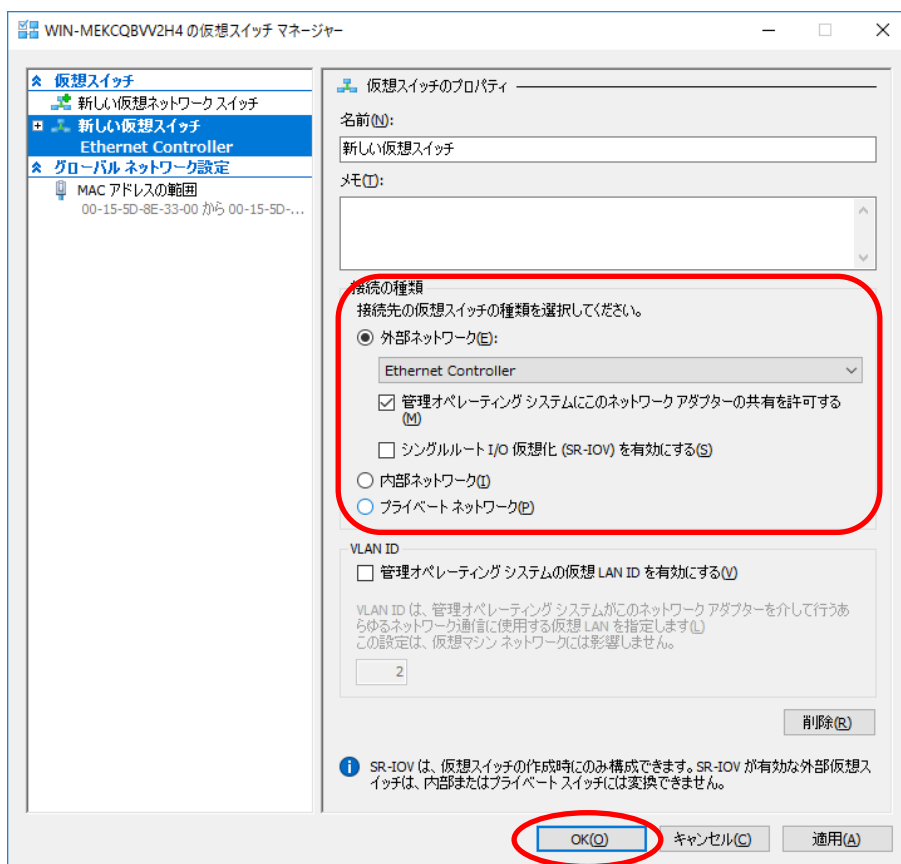 WIN-MEKCQBVV2H4 の仮想スイッチ マネージャー
仮想スイッチ
新しい仮想ネットワーク スイッチ
新しい仮想スイッチ
Ethernet Controller
グローバル ネットワーク設定
MAC アドレスの範囲
00-15-5D-8E-33-00 から 00-15-5D-...
仮想スイッチのプロパティ
名前(N):
新しい仮想スイッチ
メモ(T):
接続の種類
接続先の仮想スイッチの種類を選択してください。
外部ネットワーク(E):
Ethernet Controller
管理オペレーティング システムにこのネットワーク アダプターの共有を許可する
(M)
シングルルート I/O 仮想化 (SR-IOV) を有効にする(S)
内部ネットワーク(I)
プライベート ネットワーク(P)
VLAN ID
管理オペレーティング システムの仮想 LAN ID を有効にする(V)
VLAN ID は、管理オペレーティング システムがこのネットワーク アダプターを介して行うあ
らゆるネットワーク通信に使用する仮想 LAN を指定します(L)
この設定は、仮想マシン ネットワークには影響しません。
2
削除(R)
SR-IOV は、仮想スイッチの作成時にのみ構成できます。SR-IOV が有効な外部仮想ス
イッチは、内部またはプライベート スイッチには変換できません。
OK(O)
キャンセル(C)
適用(A)